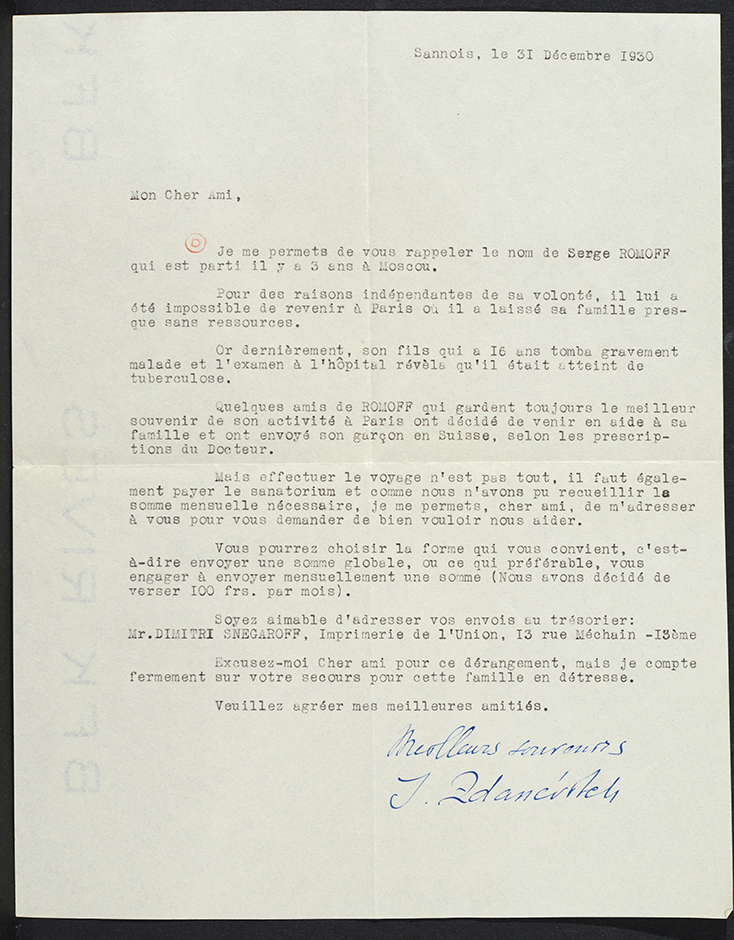 Sannois, le 3I Décembre I930
Mon Cher Ami,
D
Je me permets de vous rappeler le nom de Serge ROMOFF
qui est parti il y a 3 ans à Moscou.
Pour des raisons indépendantes de sa volonté, il lui a
été impossible de revenir à Paris où il a laissé sa famille pres-
que sans ressources.
Or dernièrement, son fils qui a I6 ans tomba gravement
malade et l'examen à l'hôpital révèla qu'il était atteint de
tuberculose.
Quelques amis de ROMOFF qui gardent toujours le meilleur
souvenir de son activité à Paris ont décidé de venir en aide à sa
famille et ont envoyé son garçon en Suisse, selon les prescrip-
tions du Docteur.
Mais effectuer le voyage n'est pas tout, il faut égale-
ment payer le sanatorium et comme nous n'avons pu recueillir la
somme mensuelle nécessaire, je me permets, cher ami, de m'adresser
à vous pour vous demander de bien vouloir nous aider.
Vous pourrez choisir la forme qui vous convient, c'est-
à-dire envoyer une somme globale, ou ce qui préférable, vous
engager à envoyer mensuellement une somme (Nous avons décidé de
verser I00 frs. par mois).
Soyez aimable d'adresser vos envois au trésorier:
Mr.DIMITRI SNEGAROFF, Imprimerie de l'Union, I3 rue Méchain -I3ème
Excusez-moi Cher ami pour ce dérangement, mais je compte
fermement sur votre secours pour cette famille en détresse.
Veuillez agréer mes meilleures amitiés.
Meilleurs souvenirs
I. Zdanévitch
BFK RIVES BFK